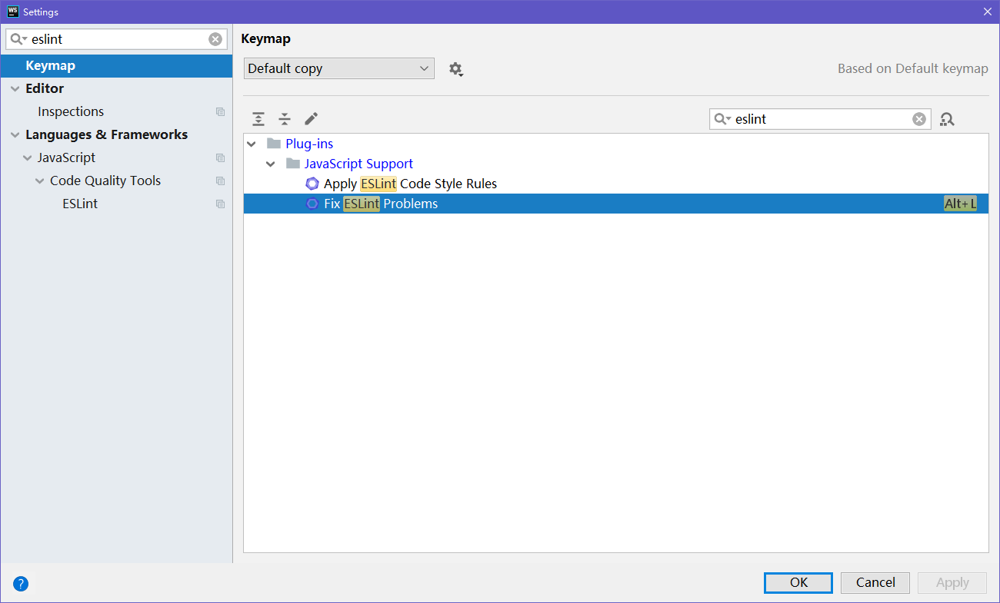 WS Settings
eslint
Keymap
Editor
Inspections
Languages & Frameworks
JavaScript
Code Quality Tools
ESLint
Keymap
Default copy
Based on Default keymap
eslint
Plug-ins
JavaScript Support
Apply ESLint Code Style Rules
Fix ESLint Problems Alt+L
? OK Cancel Apply